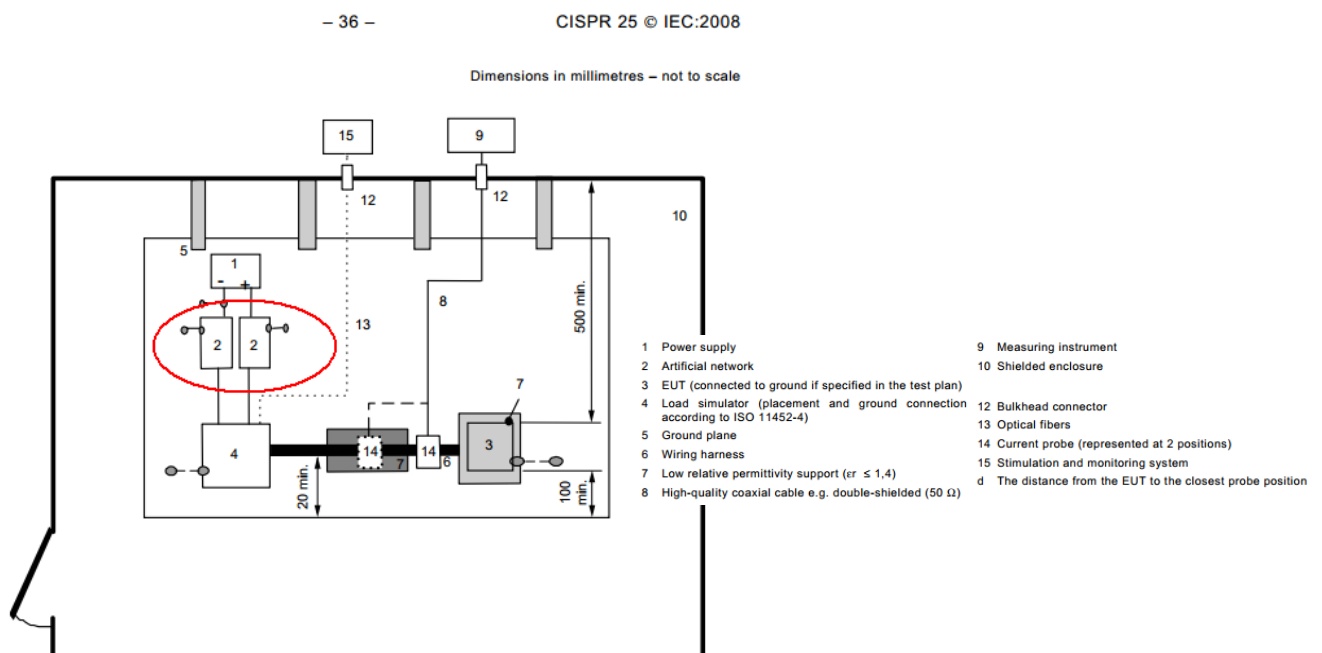 – 36 –
CISPR 25 © IEC:2008
Dimensions in millimetres – not to scale
15
9
12
12
10
5
1
- +
8
500 min.
2
2
13
7
4
14
7
14
6
3
20 min.
100 min.
1 Power supply
2 Artificial network
3 EUT (connected to ground if specified in the test plan)
4 Load simulator (placement and ground connection
according to ISO 11452-4)
5 Ground plane
6 Wiring harness
7 Low relative permittivity support (εr ≤ 1,4)
8 High-quality coaxial cable e.g. double-shielded (50 Ω)
9 Measuring instrument
10 Shielded enclosure
12 Bulkhead connector
13 Optical fibers
14 Current probe (represented at 2 positions)
15 Stimulation and monitoring system
d The distance from the EUT to the closest probe position